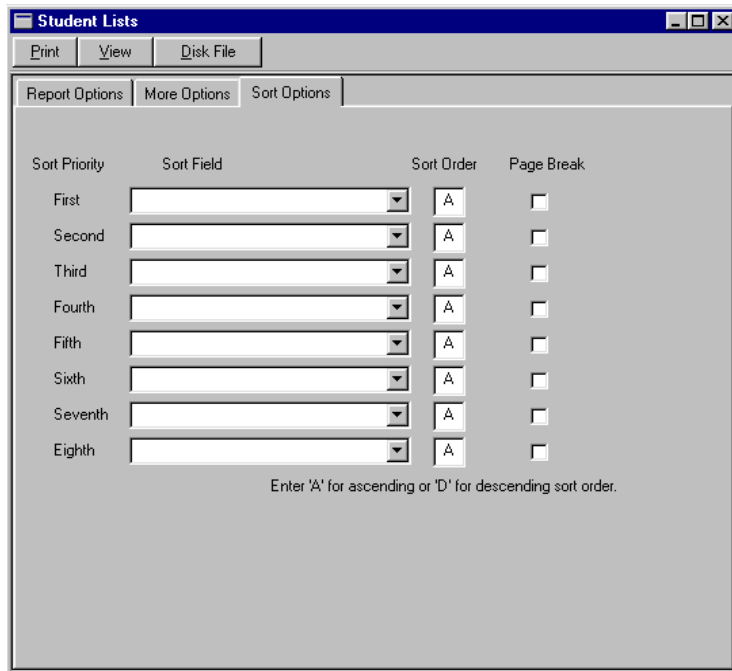 Student Lists
Print View Disk File
Report Options More Options Sort Options
Sort Priority Sort Field Sort Order Page Break
First A
Second A
Third A
Fourth A
Fifth A
Sixth A
Seventh A
Eighth A
Enter 'A' for ascending or 'D' for descending sort order.